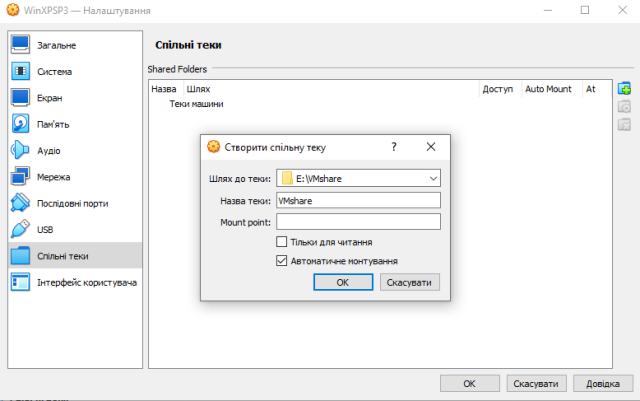 WinXPSP3 — Налаштування
Загальне
Система
Екран
Пам'ять
Аудіо
Мережа
Послідовні порти
USB
Спільні теки
Інтерфейс користувача
Спільні теки
Shared Folders
Назва Шлях Доступ Auto Mount At
Теки машини
Створити спільну теку ?
Шлях до теки: E:\VMshare
Назва теки: VMshare
Mount point:
Тільки для читання
Автоматичне монтування
OK Скасувати
OK Скасувати Довідка